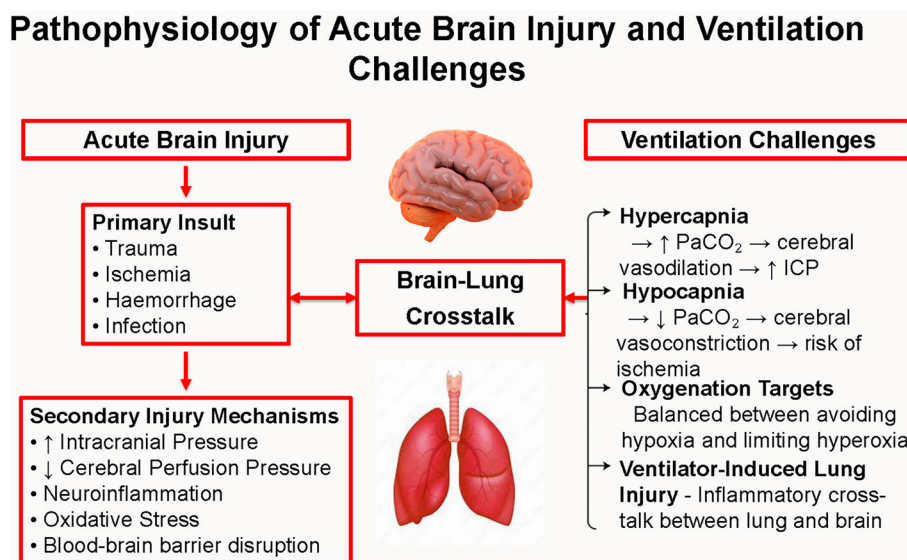 Pathophysiology of Acute Brain Injury and Ventilation
Challenges
Acute Brain Injury
Primary Insult
• Trauma
• Ischemia
• Haemorrhage
• Infection
Secondary Injury Mechanisms
• ↑ Intracranial Pressure
• ↓ Cerebral Perfusion Pressure
• Neuroinflammation
• Oxidative Stress
• Blood-brain barrier disruption
Brain-Lung
Crosstalk
Ventilation Challenges
Hypercapnia
→ ↑ PaCO₂ → cerebral
vasodilation → ↑ ICP
Hypocapnia
→ ↓ PaCO₂ → cerebral
vasoconstriction → risk of
ischemia
Oxygenation Targets
Balanced between avoiding
hypoxia and limiting hyperoxia
Ventilator-Induced Lung
Injury - Inflammatory cross-
talk between lung and brain